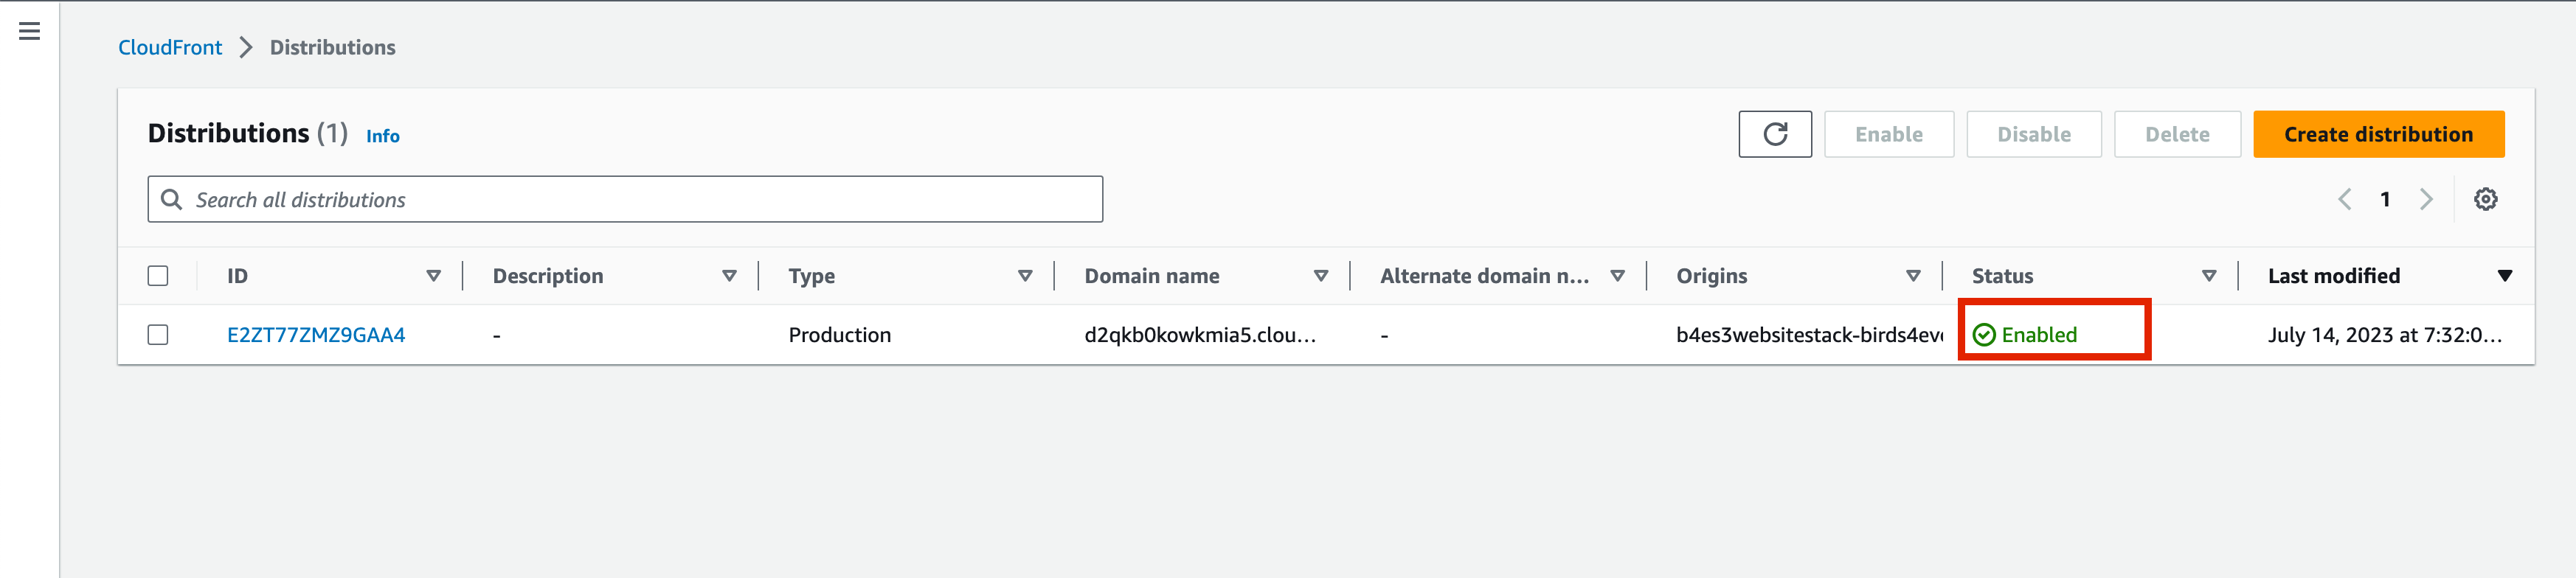 CloudFront Distributions
Distributions (1) Info
Enable Disable Delete Create distribution
Search all distributions
1
ID Description Type Domain name Alternate domain n... Origins Status Last modified
E2ZT77ZMZ9GAA4 - Production d2qkb0kowkmia5.clou... - b4es3websitestack-birds4eve Enabled July 14, 2023 at 7:32:0...